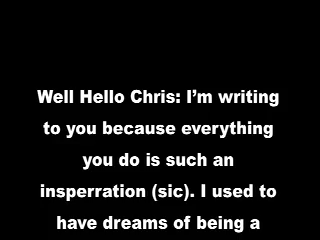 Well Hello Chris: I’m writing
to you because everything
you do is such an
insperration (sic). I used to
have dreams of being a